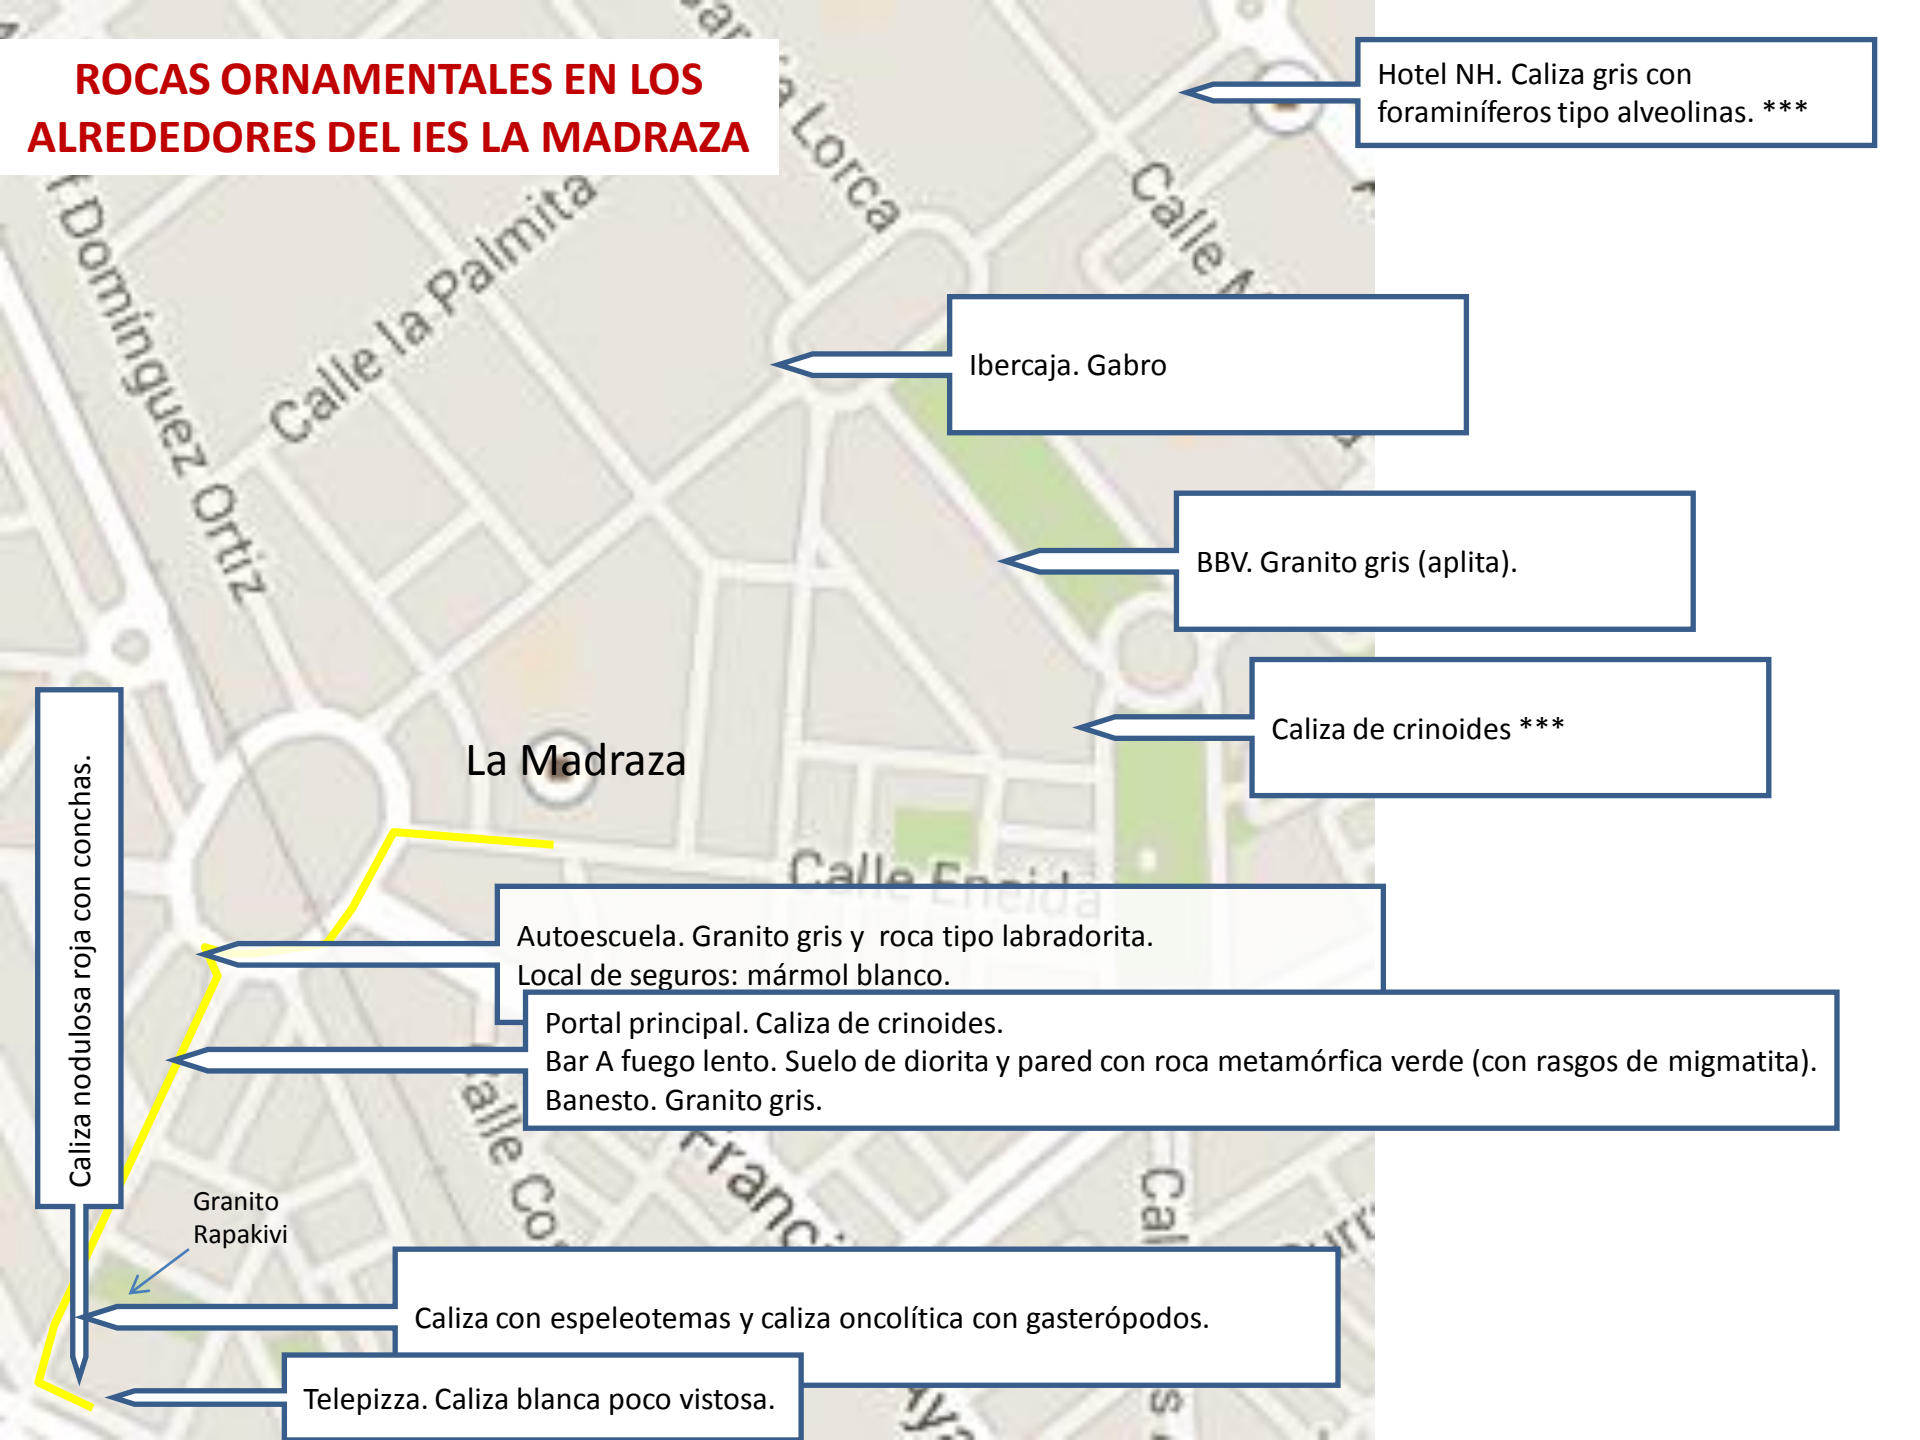 ROCAS ORNAMENTALES EN LOS
ALREDEDORES DEL IES LA MADRAZA
Hotel NH. Caliza gris con
foraminíferos tipo alveolinas. ***
Lorca
Calle
Domínguez Ortiz
Calle la Palmita
Ibercaja. Gabro
BBV. Granito gris (aplita).
Caliza de crinoides ***
La Madraza
Caliza nodulosa roja con conchas.
Calle Eneida
Autoescuela. Granito gris y roca tipo labradorita.
Local de seguros: mármol blanco.
Portal principal. Caliza de crinoides.
Bar A fuego lento. Suelo de diorita y pared con roca metamórfica verde (con rasgos de migmatita).
Banesto. Granito gris.
Granito
Rapakivi
Caliza con espeleotemas y caliza oncolítica con gasterópodos.
Telepizza. Caliza blanca poco vistosa.